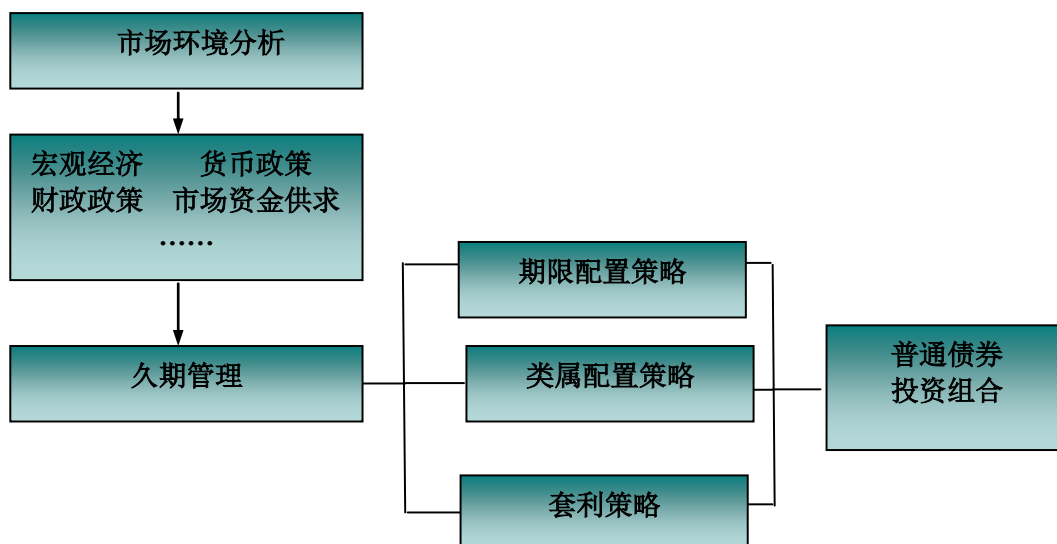 市场环境分析
宏观经济 货币政策
财政政策 市场资金供求
……
期限配置策略
久期管理
类属配置策略
普通债券
投资组合
套利策略